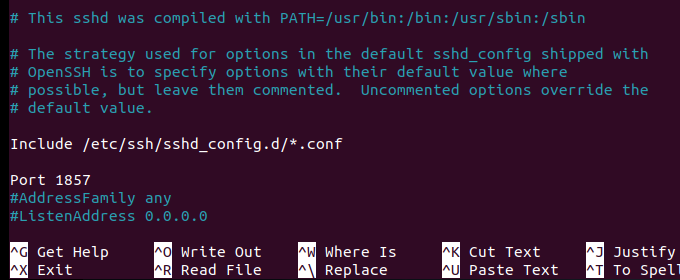 # This sshd was compiled with PATH=/usr/bin:/bin:/usr/sbin:/sbin
# The strategy used for options in the default sshd_config shipped with
# OpenSSH is to specify options with their default value where
# possible, but leave them commented.  Uncommented options override the
# default value.
Include /etc/ssh/sshd_config.d/*.conf
Port 1857
#AddressFamily any
#ListenAddress 0.0.0.0
^G Get Help ^O Write Out ^W Where Is ^K Cut Text ^J Justify
^X Exit ^R Read File ^\ Replace ^U Paste Text ^T To Spell